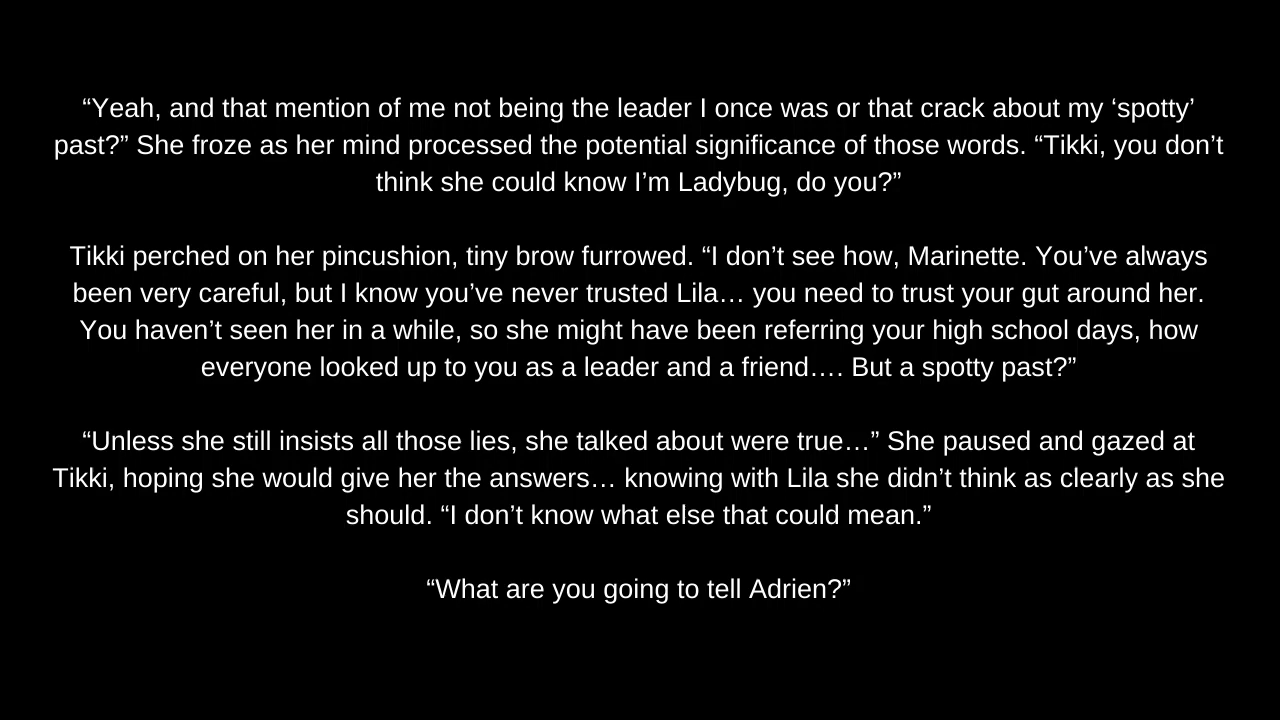 “Yeah, and that mention of me not being the leader I once was or that crack about my ‘spotty’
past?” She froze as her mind processed the potential significance of those words. “Tikki, you don’t
think she could know I’m Ladybug, do you?”
Tikki perched on her pincushion, tiny brow furrowed. “I don’t see how, Marinette. You’ve always
been very careful, but I know you’ve never trusted Lila… you need to trust your gut around her.
You haven’t seen her in a while, so she might have been referring your high school days, how
everyone looked up to you as a leader and a friend…. But a spotty past?”
“Unless she still insists all those lies, she talked about were true…” She paused and gazed at
Tikki, hoping she would give her the answers… knowing with Lila she didn’t think as clearly as she
should. “I don’t know what else that could mean.”
“What are you going to tell Adrien?”